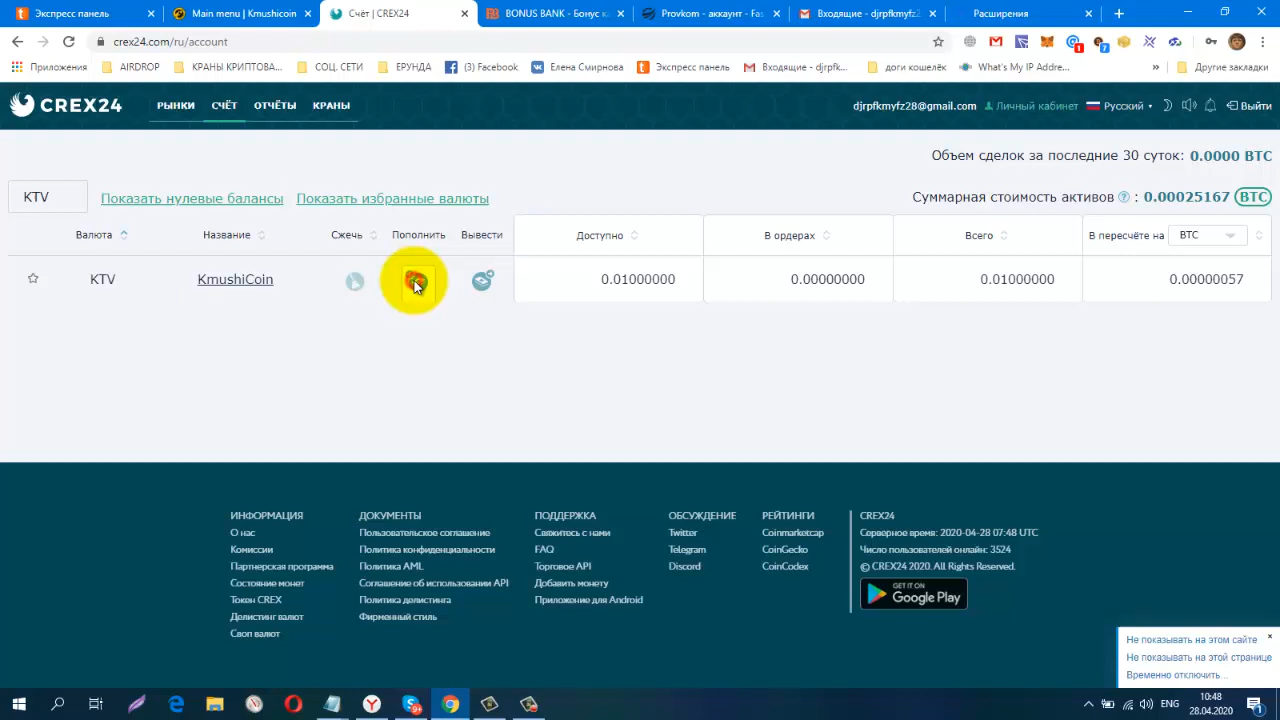 Экспресс панель
Main menu | Kmushicoin
Счёт | CREX24
BONUS BANK - Бонус к
Provkom - аккаунт - Fas
Входящие - djrpfkmyfz2
Расширения
crex24.com/ru/account
Приложения
AIRDROP
КРАНЫ КРИПТОВА...
СОЦ. СЕТИ
ЕРУНДА
(3) Facebook
Елена Смирнова
Экспресс панель
Входящие - djrpfk...
доги кошелёк
What's My IP Addre...
»
Другие закладки
CREX24
РЫНКИ
СЧЁТ
ОТЧЁТЫ
КРАНЫ
djrpfkmyfz28@gmail.com
Личный кабинет
Русский
Выйти
Объем сделок за последние 30 суток: 0.0000 BTC
KTV
Показать нулевые балансы
Показать избранные валюты
Суммарная стоимость активов ? : 0.00025167 BTC
Валюта
Название
Сжечь
Пополнить
Вывести
Доступно
В ордерах
Всего
В пересчёте на BTC
KTV
KmushiCoin
0.01000000
0.00000000
0.01000000
0.00000057
ИНФОРМАЦИЯ
О нас
Комиссии
Партнерская программа
Состояние монет
Токен CREX
Делистинг валют
Своп валют
ДОКУМЕНТЫ
Пользовательское соглашение
Политика конфиденциальности
Политика AML
Соглашение об использовании API
Политика делистинга
Фирменный стиль
ПОДДЕРЖКА
Свяжитесь с нами
FAQ
Торговое API
Добавить монету
Приложение для Android
ОБСУЖДЕНИЕ
Twitter
Telegram
Discord
РЕЙТИНГИ
Coinmarketcap
CoinGecko
CoinCodex
CREX24
Серверное время: 2020-04-28 07:48 UTC
Число пользователей онлайн: 3524
© CREX24 2020. All Rights Reserved.
GET IT ON
Google Play
Не показывать на этом сайте
Не показывать на этой странице
Временно отключить...
ENG
10:48
28.04.2020